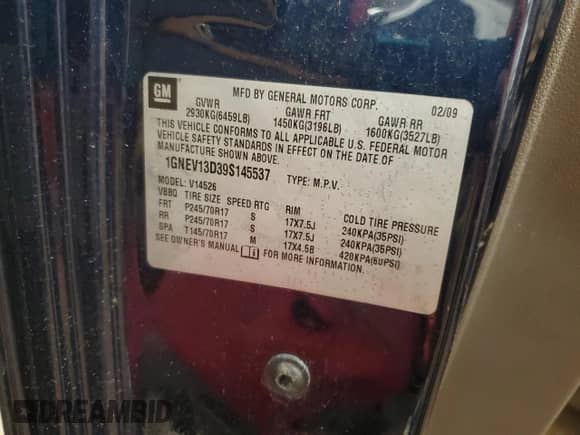 GM
MFD BY GENERAL MOTORS CORP. 02/09
GVWR GAWR FRT GAWR RR
2930KG(6459LB) 1450KG(3196LB) 1600KG(3527LB)
THIS VEHICLE CONFORMS TO ALL APPLICABLE U.S. FEDERAL MOTOR
VEHICLE SAFETY STANDARDS IN EFFECT ON THE DATE OF
MANUFACTURE SHOWN ABOVE.
1GNEV13D39S145537 TYPE: M.P.V.
MODEL: V14526
VBBQ TIRE SIZE SPEED RTG RIM COLD TIRE PRESSURE
FRT P245/70R17 S 17X7.5J 240KPA(35PSI)
RR P245/70R17 S 17X7.5J 240KPA(35PSI)
SPA T145/70R17 M 17X4.5B 420KPA(60PSI)
SEE OWNER'S MANUAL i FOR MORE INFORMATION.
DREAMBID